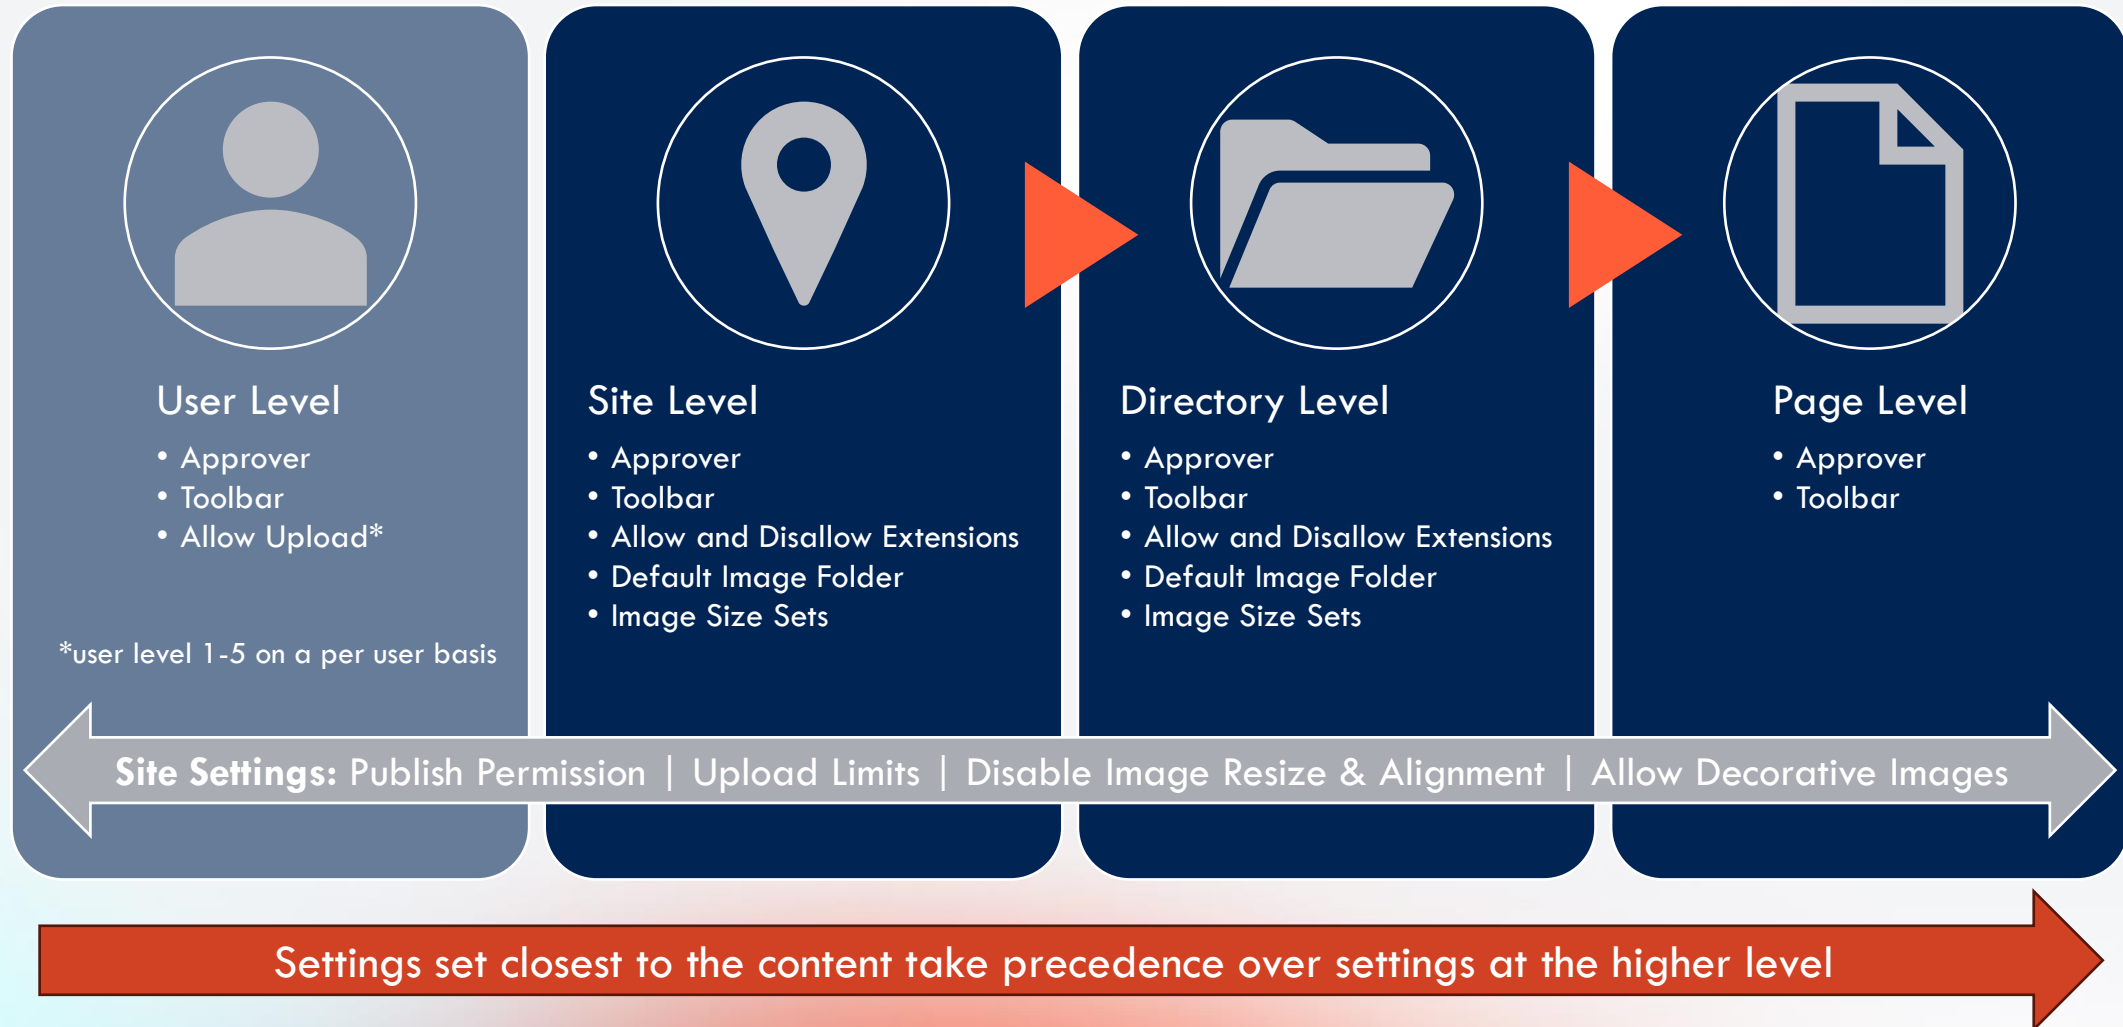 User Level
• Approver
• Toolbar
• Allow Upload*
*user level 1-5 on a per user basis
Site Level
• Approver
• Toolbar
• Allow and Disallow Extensions
• Default Image Folder
• Image Size Sets
Directory Level
• Approver
• Toolbar
• Allow and Disallow Extensions
• Default Image Folder
• Image Size Sets
Page Level
• Approver
• Toolbar
Site Settings: Publish Permission | Upload Limits | Disable Image Resize & Alignment | Allow Decorative Images
Settings set closest to the content take precedence over settings at the higher level